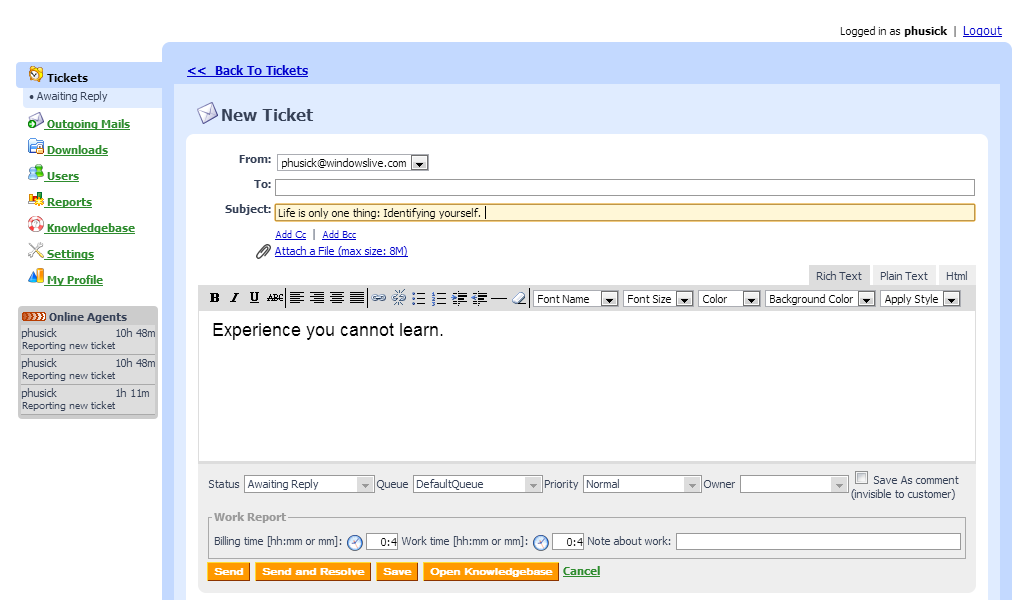 Logged in as phusick | Logout
Tickets
• Awaiting Reply
Outgoing Mails
Downloads
Users
Reports
Knowledgebase
Settings
My Profile
Online Agents
phusick 10h 48m
Reporting new ticket
phusick 10h 48m
Reporting new ticket
phusick 1h 11m
Reporting new ticket
<< Back To Tickets
New Ticket
From: phusick@windowslive.com
To:
Subject: Life is only one thing: Identifying yourself.
Add Cc | Add Bcc
Attach a File (max size: 8M)
Rich Text Plain Text Html
B I U ABC Font Name Font Size Color Background Color Apply Style
Experience you cannot learn.
Status Awaiting Reply Queue DefaultQueue Priority Normal Owner Save As comment
(invisible to customer)
Work Report
Billing time [hh:mm or mm]: 0:4 Work time [hh:mm or mm]: 0:4 Note about work:
Send Send and Resolve Save Open Knowledgebase Cancel